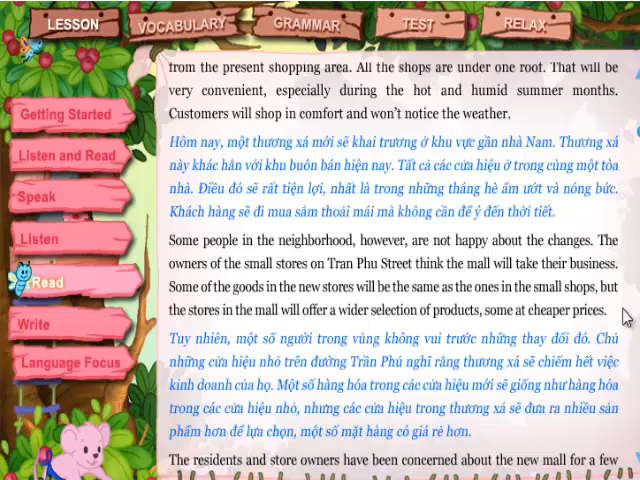 LESSON
VOCABULARY
GRAMMAR
TEST
RELAX
Getting Started
Listen and Read
Speak
Listen
Read
Write
Language Focus
from the present shopping area. All the shops are under one root. That will be
very convenient, especially during the hot and humid summer months.
Customers will shop in comfort and won't notice the weather.
Hôm nay, một thương xá mới sẽ khai trương ở khu vực gần nhà Nam. Thương xá
này khác hẳn với khu buôn bán hiện nay. Tất cả các cửa hiệu ở trong cùng một tòa
nhà. Điều đó sẽ rất tiện lợi, nhất là trong những tháng hè ẩm ướt và nóng bức.
Khách hàng sẽ đi mua sắm thoải mái mà không cần để ý đến thời tiết.
Some people in the neighborhood, however, are not happy about the changes. The
owners of the small stores on Tran Phu Street think the mall will take their business.
Some of the goods in the new stores will be the same as the ones in the small shops, but
the stores in the mall will offer a wider selection of products, some at cheaper prices.
Tuy nhiên, một số người trong vùng không vui trước những thay đổi đó. Chủ
những cửa hiệu nhỏ trên đường Trần Phú nghĩ rằng thương xá sẽ chiếm hết việc
kinh doanh của họ. Một số hàng hóa trong các cửa hiệu mới sẽ giống như hàng hóa
trong các cửa hiệu nhỏ, nhưng các cửa hiệu trong thương xá sẽ đưa ra nhiều sản
phẩm hơn để lựa chọn, một số mặt hàng có giá rẻ hơn.
The residents and store owners have been concerned about the new mall for a few